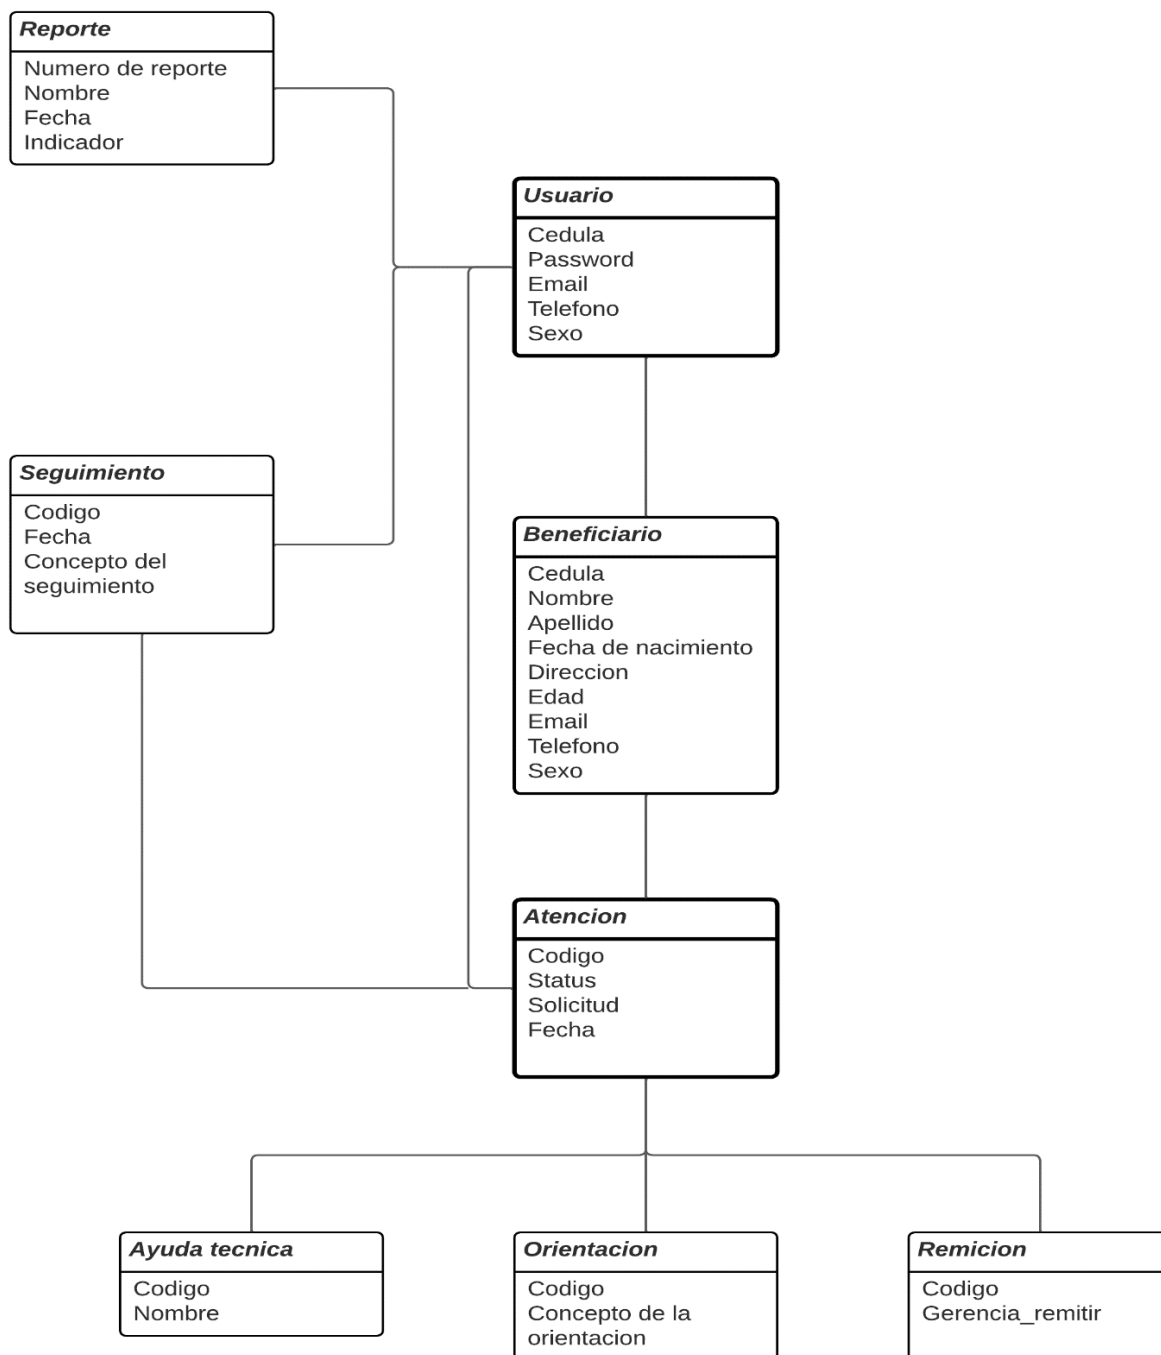 Reporte
Numero de reporte
Nombre
Fecha
Indicador
Usuario
Cedula
Password
Email
Telefono
Sexo
Seguimiento
Codigo
Fecha
Concepto del
seguimiento
Beneficiario
Cedula
Nombre
Apellido
Fecha de nacimiento
Direccion
Edad
Email
Telefono
Sexo
Atencion
Codigo
Status
Solicitud
Fecha
Ayuda tecnica
Codigo
Nombre
Orientacion
Codigo
Concepto de la
orientacion
Remicion
Codigo
Gerencia_remitir